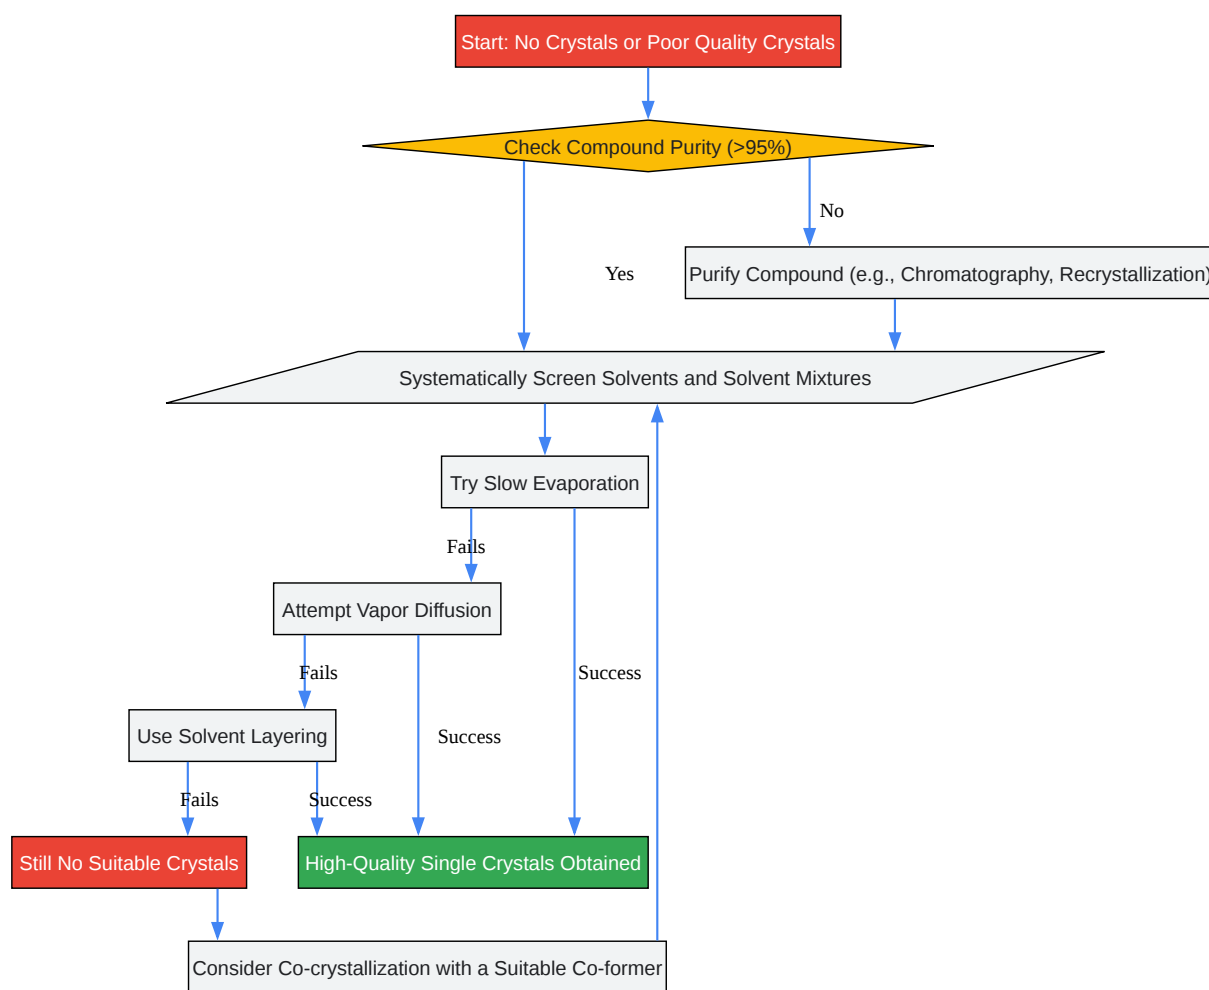 Start: No Crystals or Poor Quality Crystals
Check Compound Purity (>95%)
No
Yes
Purify Compound (e.g., Chromatography, Recrystallization)
Systematically Screen Solvents and Solvent Mixtures
Try Slow Evaporation
Fails
Attempt Vapor Diffusion
Fails
Success
Use Solvent Layering
Success
Fails
Success
Still No Suitable Crystals
High-Quality Single Crystals Obtained
Consider Co-crystallization with a Suitable Co-former